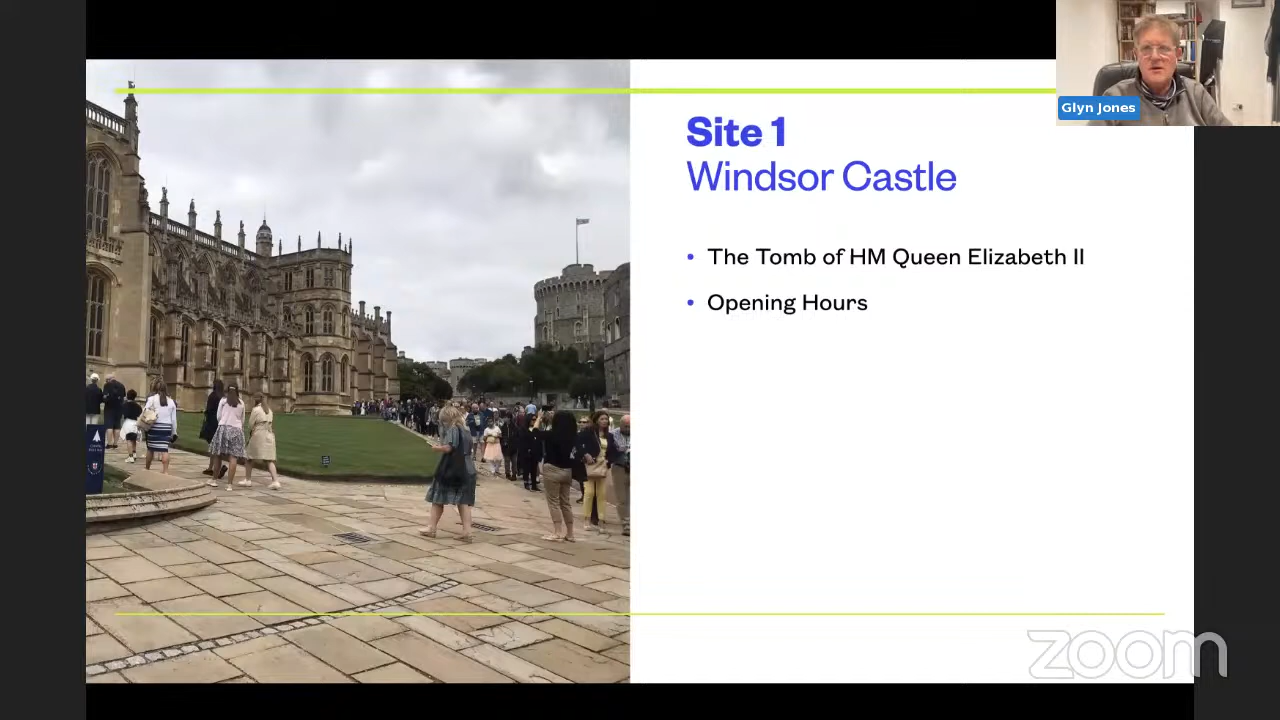 Site 1
Windsor Castle
• The Tomb of HM Queen Elizabeth II
• Opening Hours
Glyn Jones
zoom